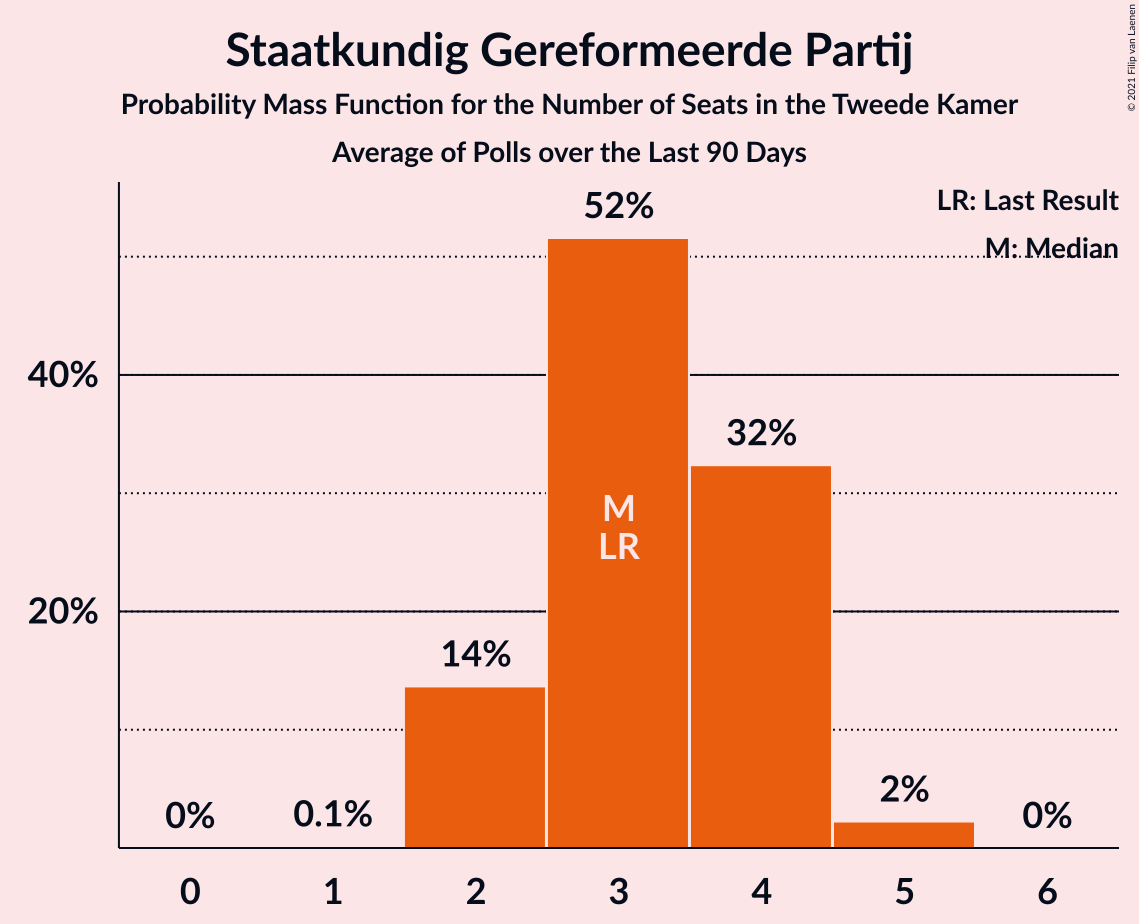 Staatkundig Gereformeerde Partij
Probability Mass Function for the Number of Seats in the Tweede Kamer
Average of Polls over the Last 90 Days
© 2021 Filip van Laenen
LR: Last Result
M: Median
52%
40%
32%
M
LR
20%
14%
2%
0%
0.1%
0%
0 1 2 3 4 5 6